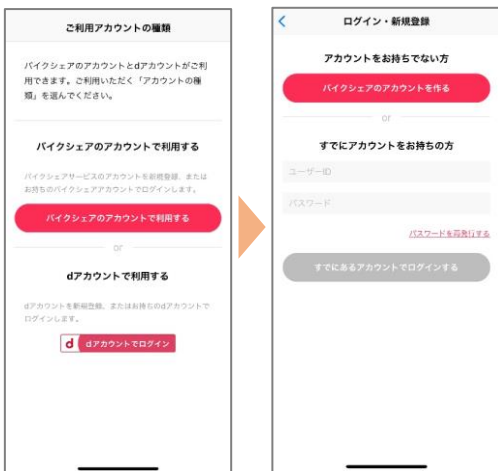 ご利用アカウントの種類
バイクシェアのアカウントとdアカウントがご利
用できます。ご利用いただく「アカウントの種
類」を選んでください。
バイクシェアのアカウントで利用する
バイクシェアサービスのアカウントを新規登録、または
お持ちのバイクシェアアカウントでログインします。
バイクシェアのアカウントで利用する
or
dアカウントで利用する
dアカウントを新規登録、またはお持ちのdアカウントで
ログインします。
d dアカウントでログイン
ログイン・新規登録
アカウントをお持ちでない方
バイクシェアのアカウントを作る
or
すでにアカウントをお持ちの方
ユーザーID
パスワード
パスワードを再発行する
すでにあるアカウントでログインする